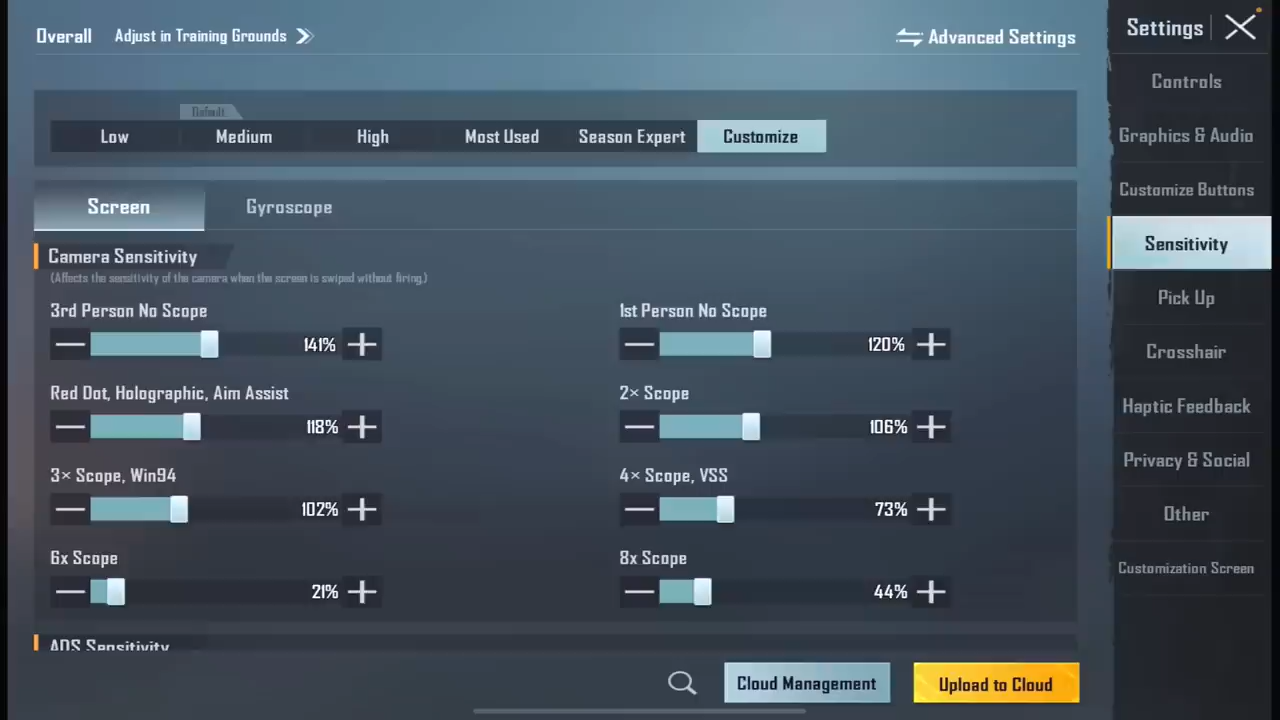 Overall Adjust in Training Grounds
Advanced Settings
Settings
Default
Low Medium High Most Used Season Expert Customize
Screen Gyroscope
Camera Sensitivity
(Affects the sensitivity of the camera when the screen is swiped without firing.)
3rd Person No Scope
141%
1st Person No Scope
120%
Red Dot, Holographic, Aim Assist
118%
2× Scope
106%
3× Scope, Win94
102%
4× Scope, VSS
73%
6x Scope
21%
8x Scope
44%
ADS Sensitivity
Cloud Management
Upload to Cloud
Controls
Graphics & Audio
Customize Buttons
Sensitivity
Pick Up
Crosshair
Haptic Feedback
Privacy & Social
Other
Customization Screen